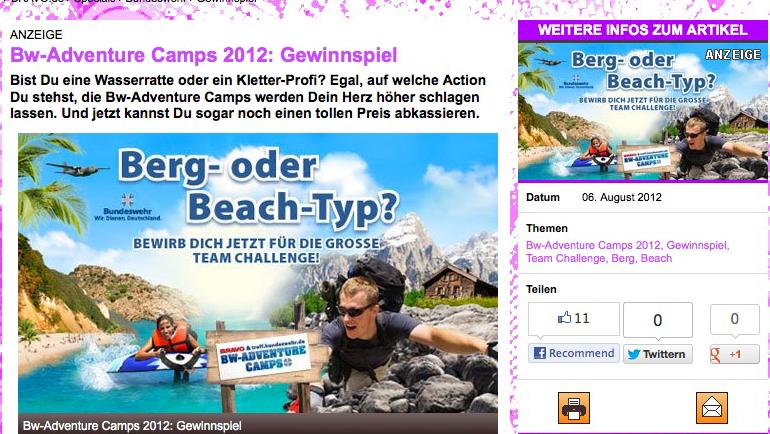 ANZEIGE
Bw-Adventure Camps 2012: Gewinnspiel
Bist Du eine Wasserratte oder ein Kletter-Profi? Egal, auf welche Action
Du stehst, die Bw-Adventure Camps werden Dein Herz höher schlagen
lassen. Und jetzt kannst Du sogar noch einen tollen Preis abkassieren.
Berg- oder
Beach-Typ?
Bundeswehr
Wir. Dienen. Deutschland.
BEWIRB DICH JETZT FÜR DIE GROSSE
TEAM CHALLENGE!
BRAVO & treff.bundeswehr.de
BW-ADVENTURE
CAMPS
Bw-Adventure Camps 2012: Gewinnspiel
WEITERE INFOS ZUM ARTIKEL
ANZEIGE
Berg- oder
Beach-Typ?
Bundeswehr
BEWIRB DICH JETZT FÜR DIE GROSSE
TEAM CHALLENGE!
BRAVO
BW-ADVENTURE
CAMPS
Datum 06. August 2012
Themen
Bw-Adventure Camps 2012, Gewinnspiel,
Team Challenge, Berg, Beach
Teilen
11 0 0
Recommend Twittern +1